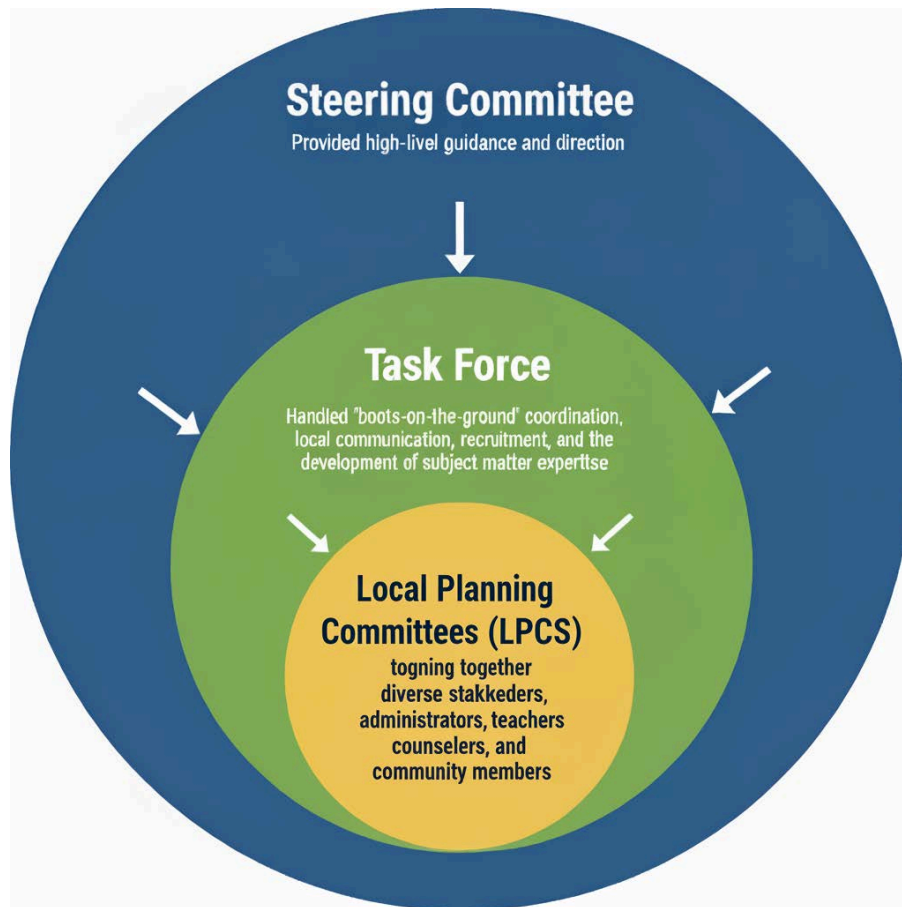 Steering Committee
Provided high-livel guidance and direction
Task Force
Handled "boots-on-the-ground" coordination,
local communication, recruitment, and the
development of subject matter experttse
Local Planning
Committees (LPCS)
togning together
diverse stakkeders,
administrators, teachers
counselers, and
community members